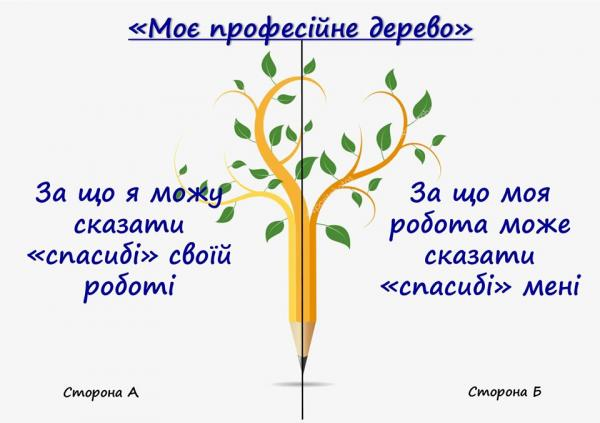 «Моє професійне дерево»
За що я можу
сказати
«спасибі» своїй
роботі
За що моя
робота може
сказати
«спасибі» мені
Сторона А
Сторона Б